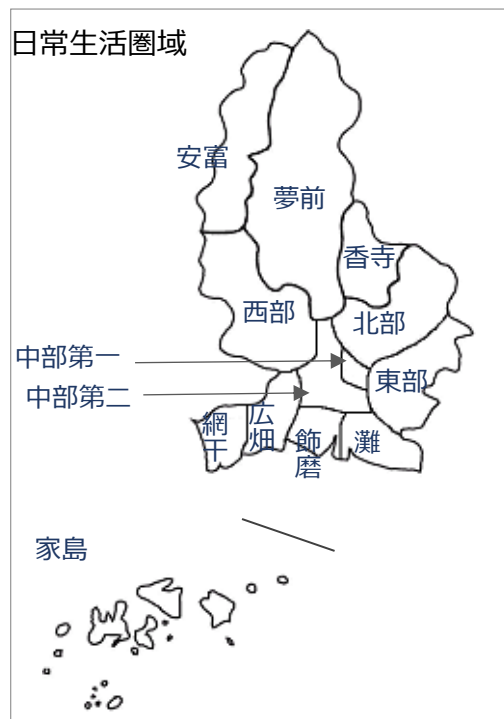 日常生活圏域
安富
夢前
香寺
西部
北部
中部第一
東部
中部第二
網干
広畑
飾磨
灘
家島